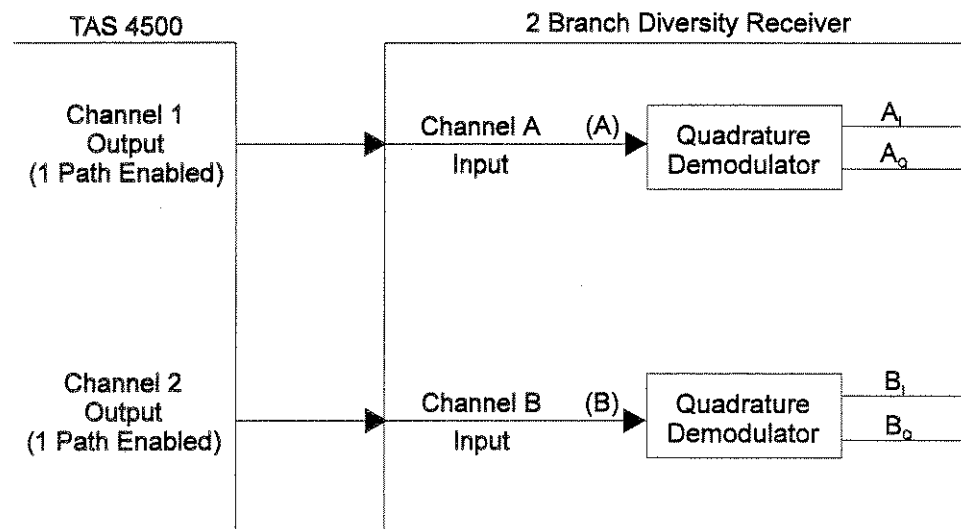 TAS 4500
2 Branch Diversity Receiver
Channel 1
Output
(1 Path Enabled)
Channel A (A)
Input
Quadrature
Demodulator
A_I
A_Q
Channel 2
Output
(1 Path Enabled)
Channel B (B)
Input
Quadrature
Demodulator
B_I
B_Q